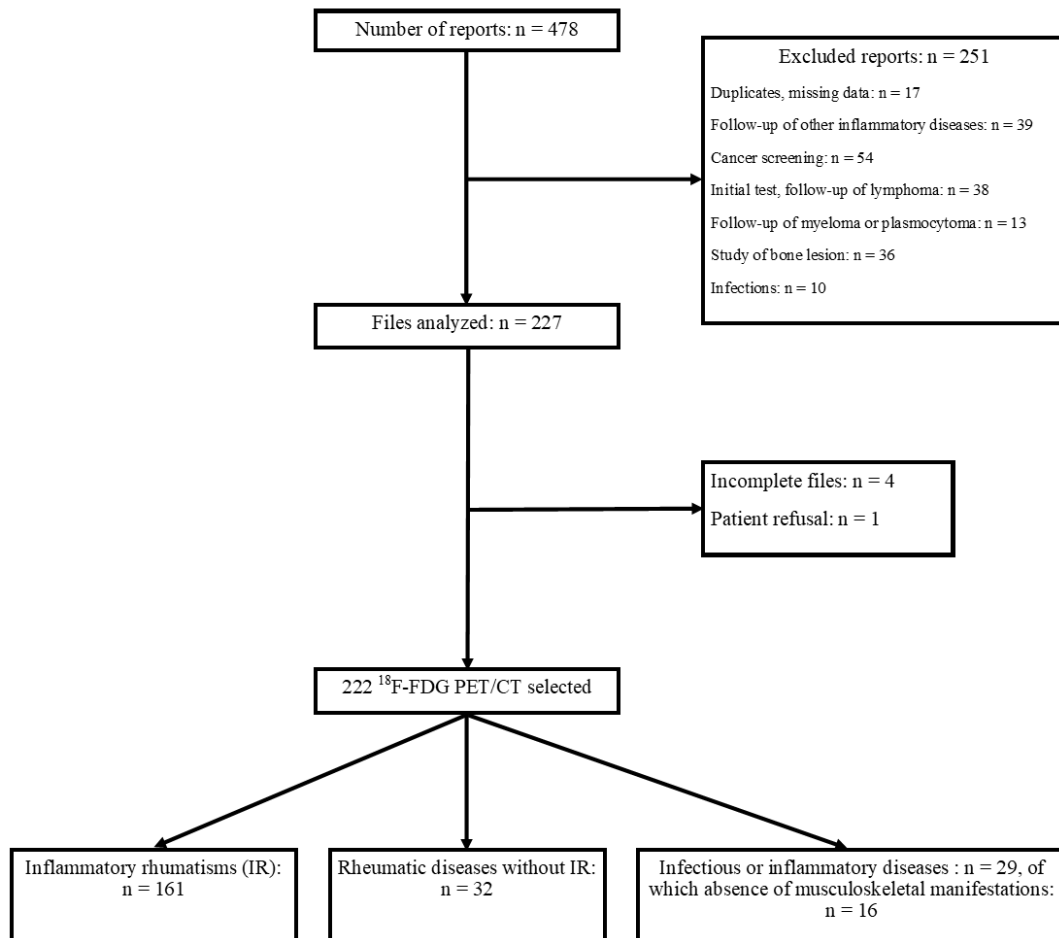 Number of reports: n = 478
Excluded reports: n = 251
Duplicates, missing data: n = 17
Follow-up of other inflammatory diseases: n = 39
Cancer screening: n = 54
Initial test, follow-up of lymphoma: n = 38
Follow-up of myeloma or plasmocytoma: n = 13
Study of bone lesion: n = 36
Infections: n = 10
Files analyzed: n = 227
Incomplete files: n = 4
Patient refusal: n = 1
222 ¹⁸F-FDG PET/CT selected
Inflammatory rhumatisms (IR):
n = 161
Rheumatic diseases without IR:
n = 32
Infectious or inflammatory diseases : n = 29, of
which absence of musculoskeletal manifestations:
n = 16